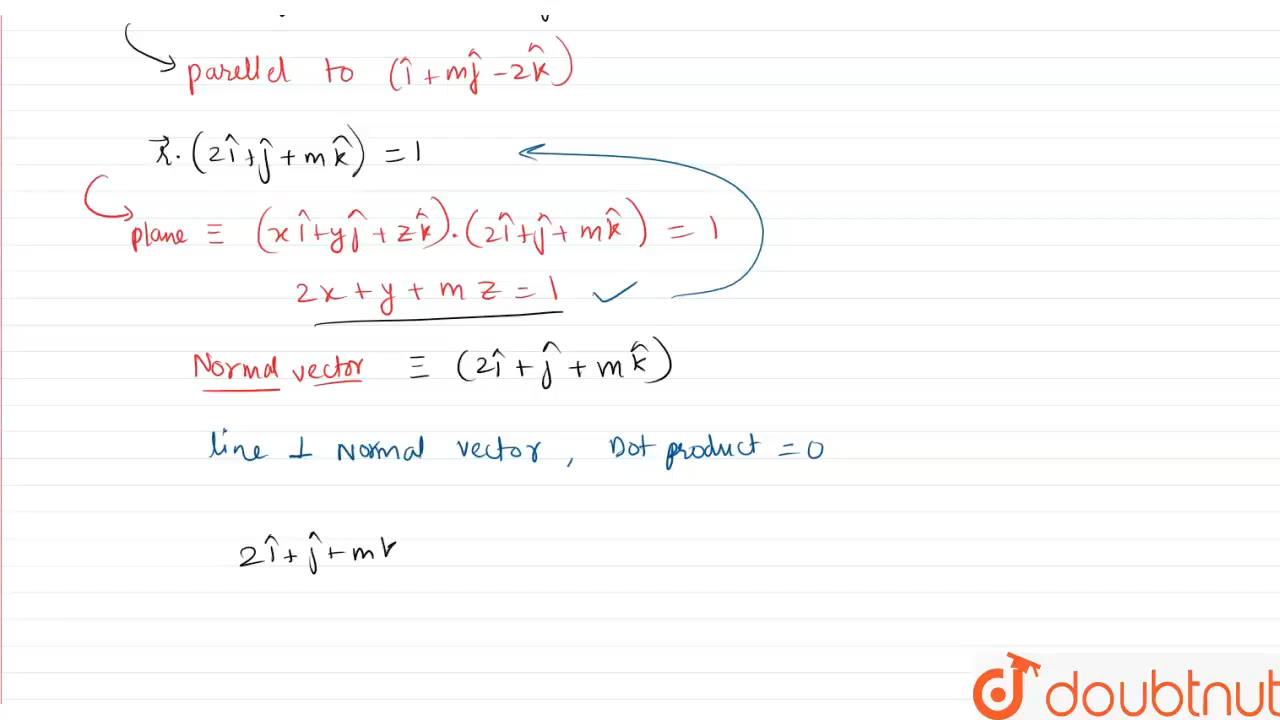 parellel to (î + mĵ - 2k̂)
r⃗.(2î + ĵ + mk̂) = 1
plane ≡ (xî + yĵ + zk̂).(2î + ĵ + mk̂) = 1
2x + y + mz = 1 ✓
Normal vector ≡ (2î + ĵ + mk̂)
line ⊥ Normal vector, Dot product = 0
2î + ĵ + m
doubtnut